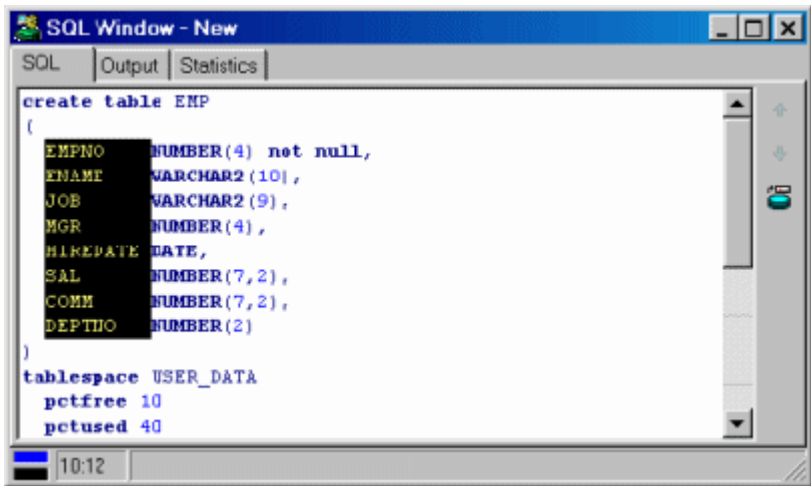 SQL Window - New
SQL Output Statistics
create table EMP
(
EMPNO NUMBER(4) not null,
ENAME VARCHAR2(10),
JOB VARCHAR2(9),
MGR NUMBER(4),
HIREDATE DATE,
SAL NUMBER(7,2),
COMM NUMBER(7,2),
DEPTNO NUMBER(2)
)
tablespace USER_DATA
pctfree 10
pctused 40
10:12